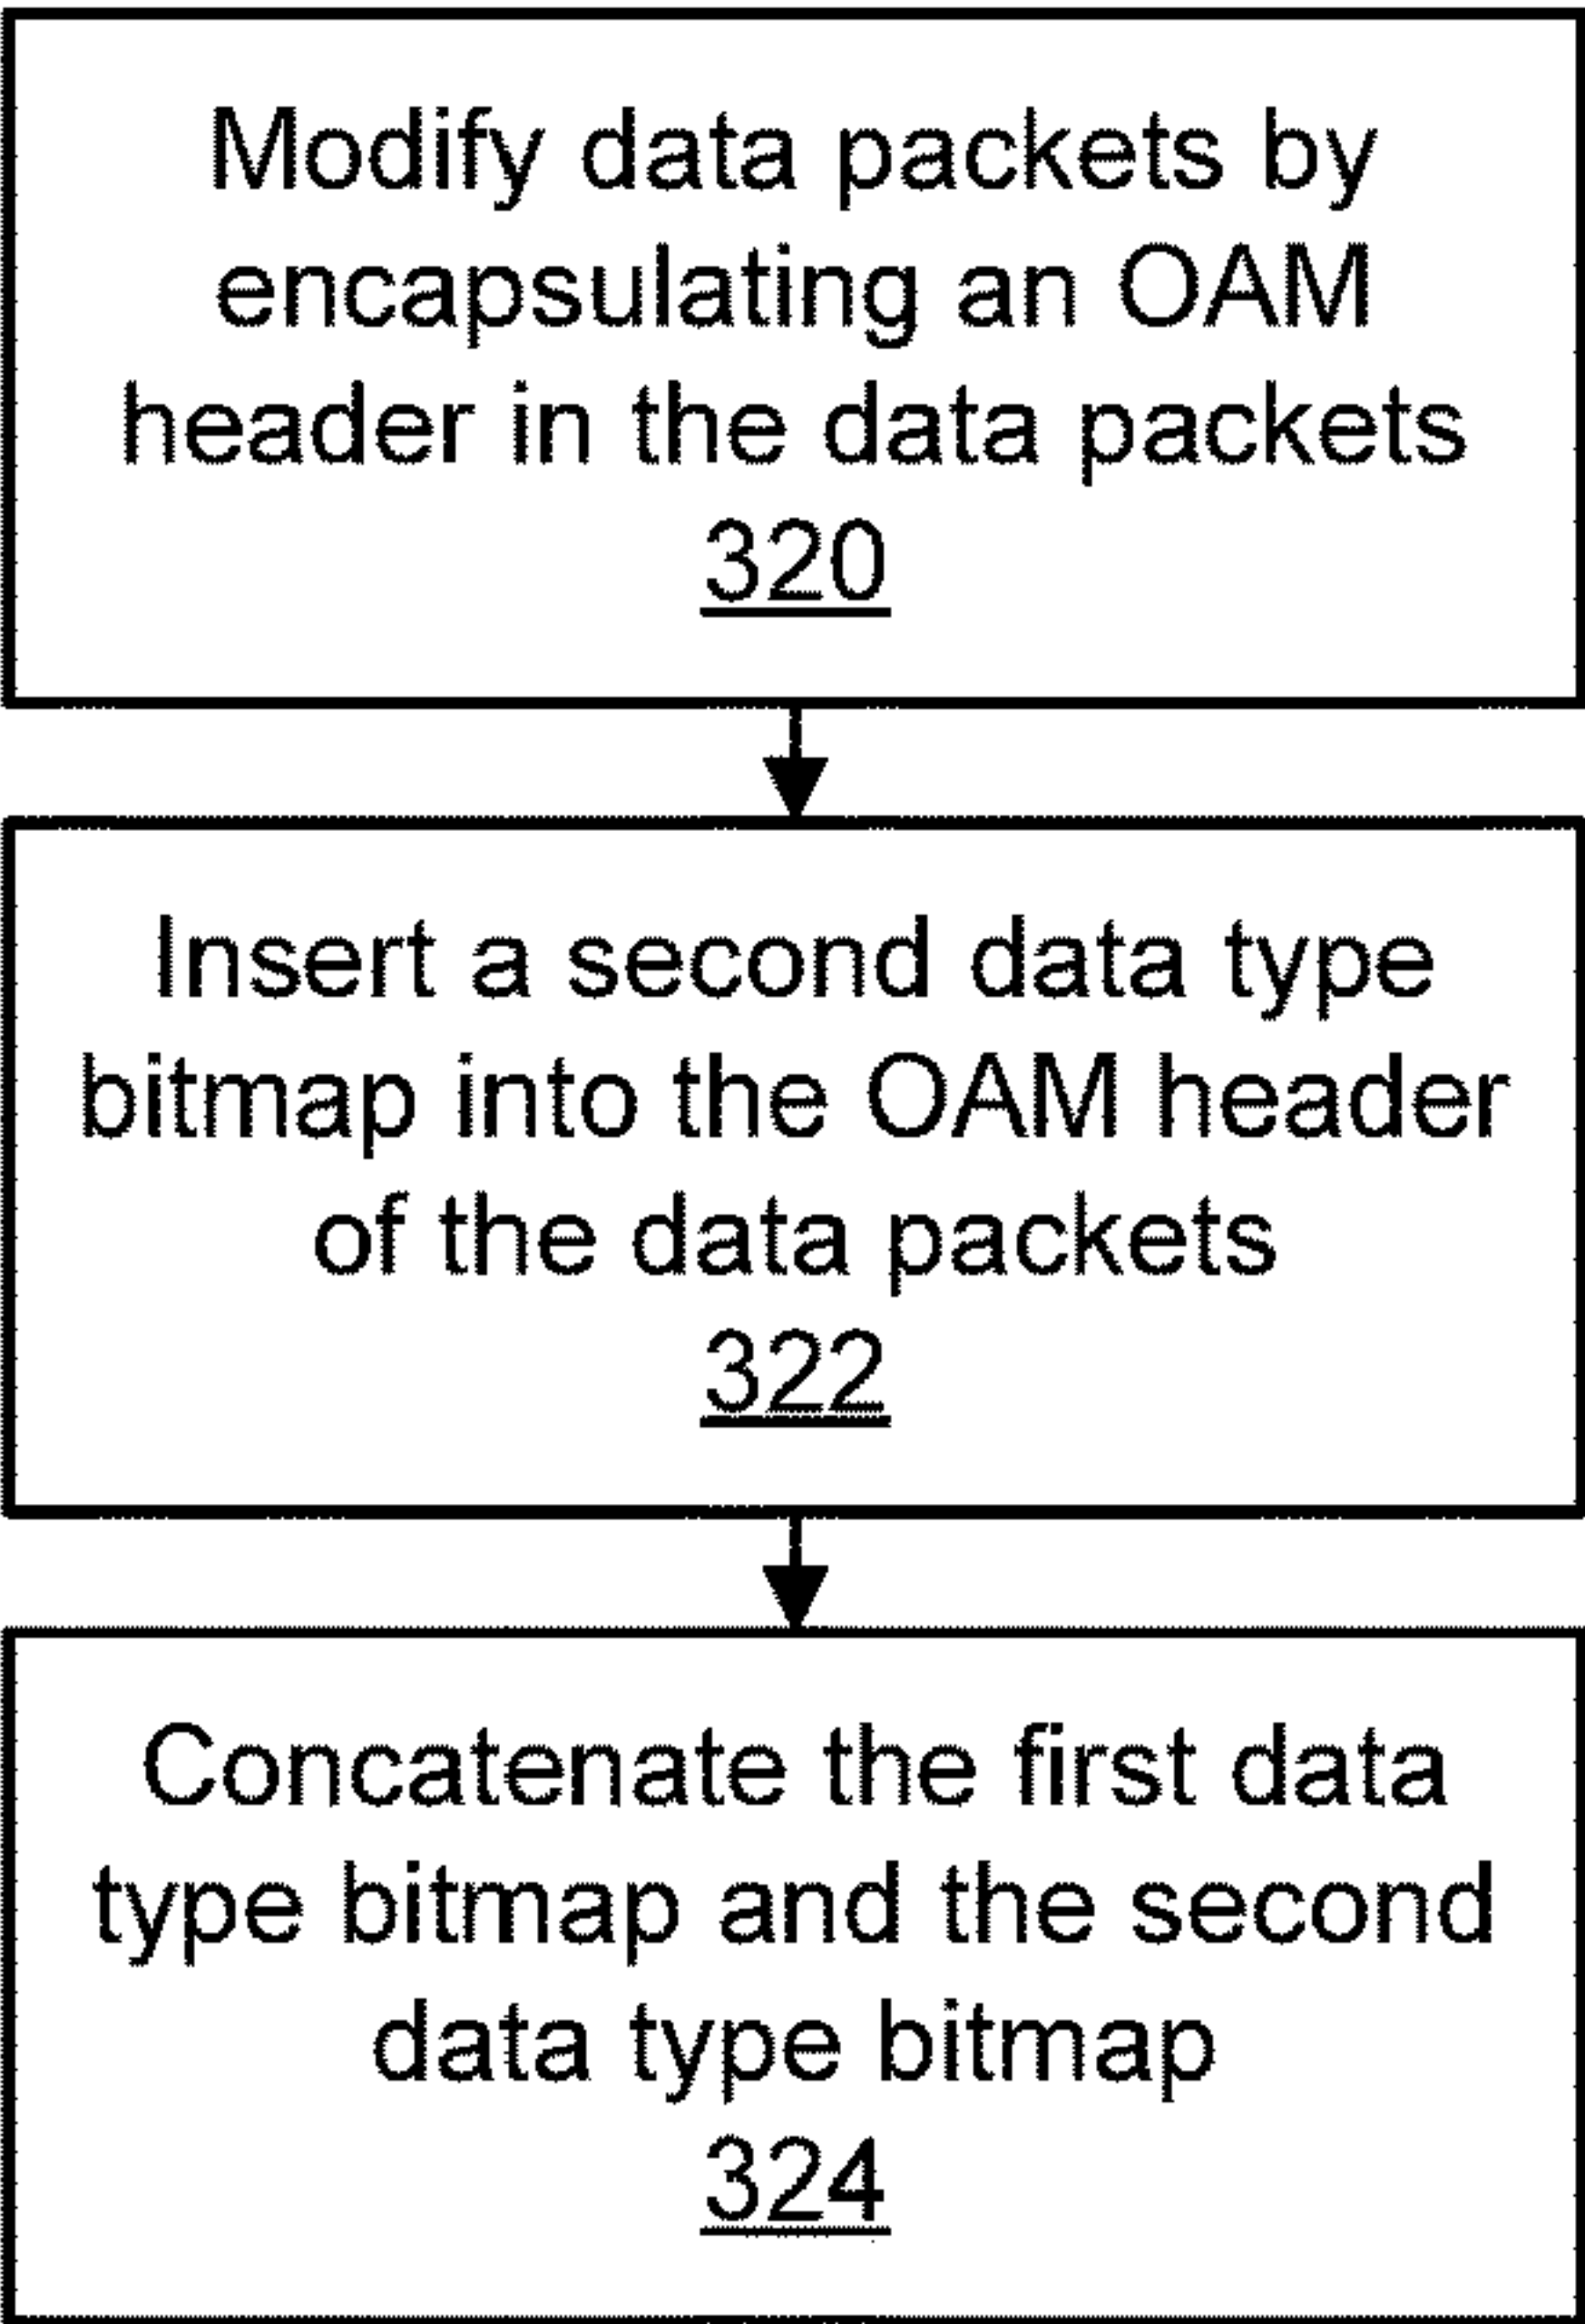 Modify data packets by
encapsulating an OAM
header in the data packets
320
Insert a second data type
bitmap into the OAM header
of the data packets
322
Concatenate the first data
type bitmap and the second
data type bitmap
324